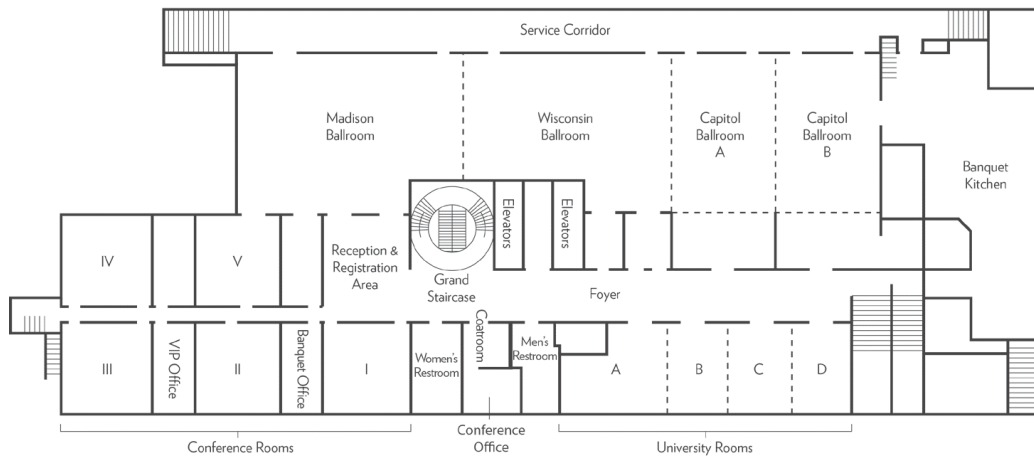 Service Corridor
Madison
Ballroom
Wisconsin
Ballroom
Capitol
Ballroom
A
Capitol
Ballroom
B
Banquet
Kitchen
Elevators
Elevators
IV
V
Reception &
Registration
Area
Grand
Staircase
Foyer
III
VIP Office
II
Banquet Office
I
Women's
Restroom
Coatroom
Men's
Restroom
A
B
C
D
Conference Rooms
Conference
Office
University Rooms